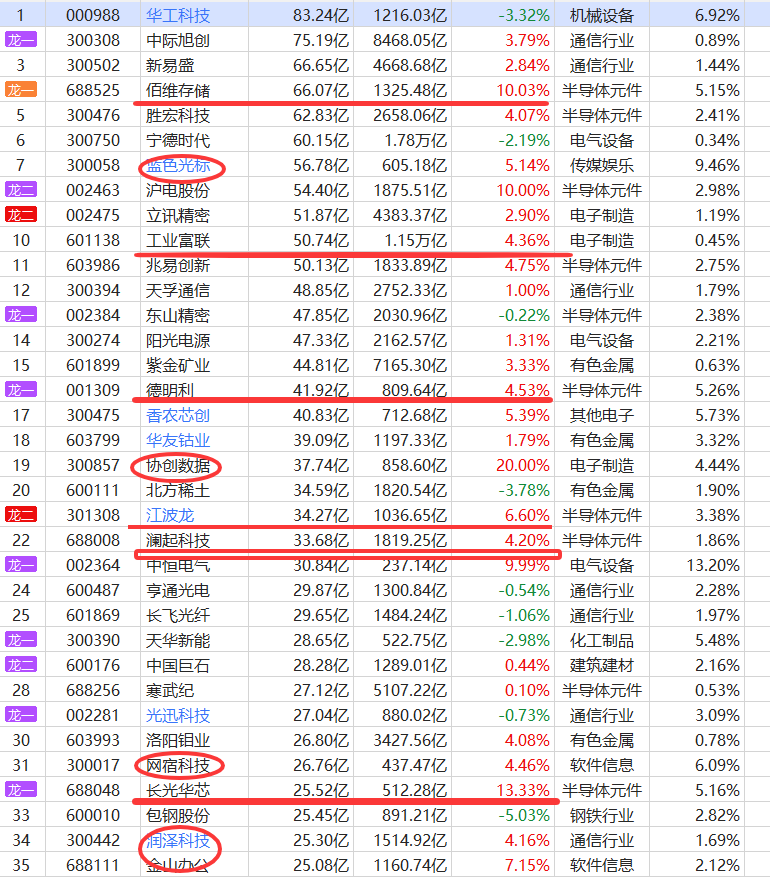 1 000988 华工科技 83.24亿 1216.03亿 -3.32% 机械设备 6.92%
龙一 300308 中际旭创 75.19亿 8468.05亿 3.79% 通信行业 0.89%
3 300502 新易盛 66.65亿 4668.68亿 2.84% 通信行业 1.44%
龙一 688525 佰维存储 66.07亿 1325.48亿 10.03% 半导体元件 5.15%
5 300476 胜宏科技 62.83亿 2658.06亿 4.07% 半导体元件 2.41%
6 300750 宁德时代 60.15亿 1.78万亿 -2.19% 电气设备 0.34%
7 300058 蓝色光标 56.78亿 605.18亿 5.14% 传媒娱乐 9.46%
龙二 002463 沪电股份 54.40亿 1875.51亿 10.00% 半导体元件 2.98%
龙二 002475 立讯精密 51.87亿 4383.37亿 2.90% 电子制造 1.19%
10 601138 工业富联 50.74亿 1.15万亿 4.36% 电子制造 0.45%
11 603986 兆易创新 50.13亿 1833.89亿 4.75% 半导体元件 2.75%
12 300394 天孚通信 48.85亿 2752.33亿 1.00% 通信行业 1.79%
龙一 002384 东山精密 47.85亿 2030.96亿 -0.22% 半导体元件 2.38%
14 300274 阳光电源 47.33亿 2162.57亿 1.31% 电气设备 2.21%
15 601899 紫金矿业 44.81亿 7165.30亿 3.33% 有色金属 0.63%
龙一 001309 德明利 41.92亿 809.64亿 4.53% 半导体元件 5.26%
17 300475 香农芯创 40.83亿 712.68亿 5.39% 其他电子 5.73%
18 603799 华友钴业 39.09亿 1197.33亿 1.79% 有色金属 3.32%
19 300857 协创数据 37.74亿 858.60亿 20.00% 电子制造 4.44%
20 600111 北方稀土 34.59亿 1820.54亿 -3.78% 有色金属 1.90%
龙二 301308 江波龙 34.27亿 1036.65亿 6.60% 半导体元件 3.38%
22 688008 澜起科技 33.68亿 1819.25亿 4.20% 半导体元件 1.86%
龙一 002364 中恒电气 30.84亿 237.14亿 9.99% 电气设备 13.20%
24 600487 亨通光电 29.87亿 1300.84亿 -0.54% 通信行业 2.28%
25 601869 长飞光纤 29.65亿 1484.24亿 -1.06% 通信行业 1.97%
龙一 300390 天华新能 28.65亿 522.75亿 -2.98% 化工制品 5.48%
龙二 600176 中国巨石 28.28亿 1289.01亿 0.44% 建筑建材 2.16%
28 688256 寒武纪 27.12亿 5107.22亿 0.10% 半导体元件 0.53%
龙一 002281 光迅科技 27.04亿 880.02亿 -0.73% 通信行业 3.09%
30 603993 洛阳钼业 26.80亿 3427.56亿 4.08% 有色金属 0.78%
31 300017 网宿科技 26.76亿 437.47亿 4.46% 软件信息 6.09%
龙一 688048 长光华芯 25.52亿 512.28亿 13.33% 半导体元件 5.16%
33 600010 包钢股份 25.45亿 891.21亿 -5.03% 钢铁行业 2.82%
34 300442 润泽科技 25.30亿 1514.92亿 4.16% 通信行业 1.69%
35 688111 金山办公 25.08亿 1160.74亿 7.15% 软件信息 2.12%